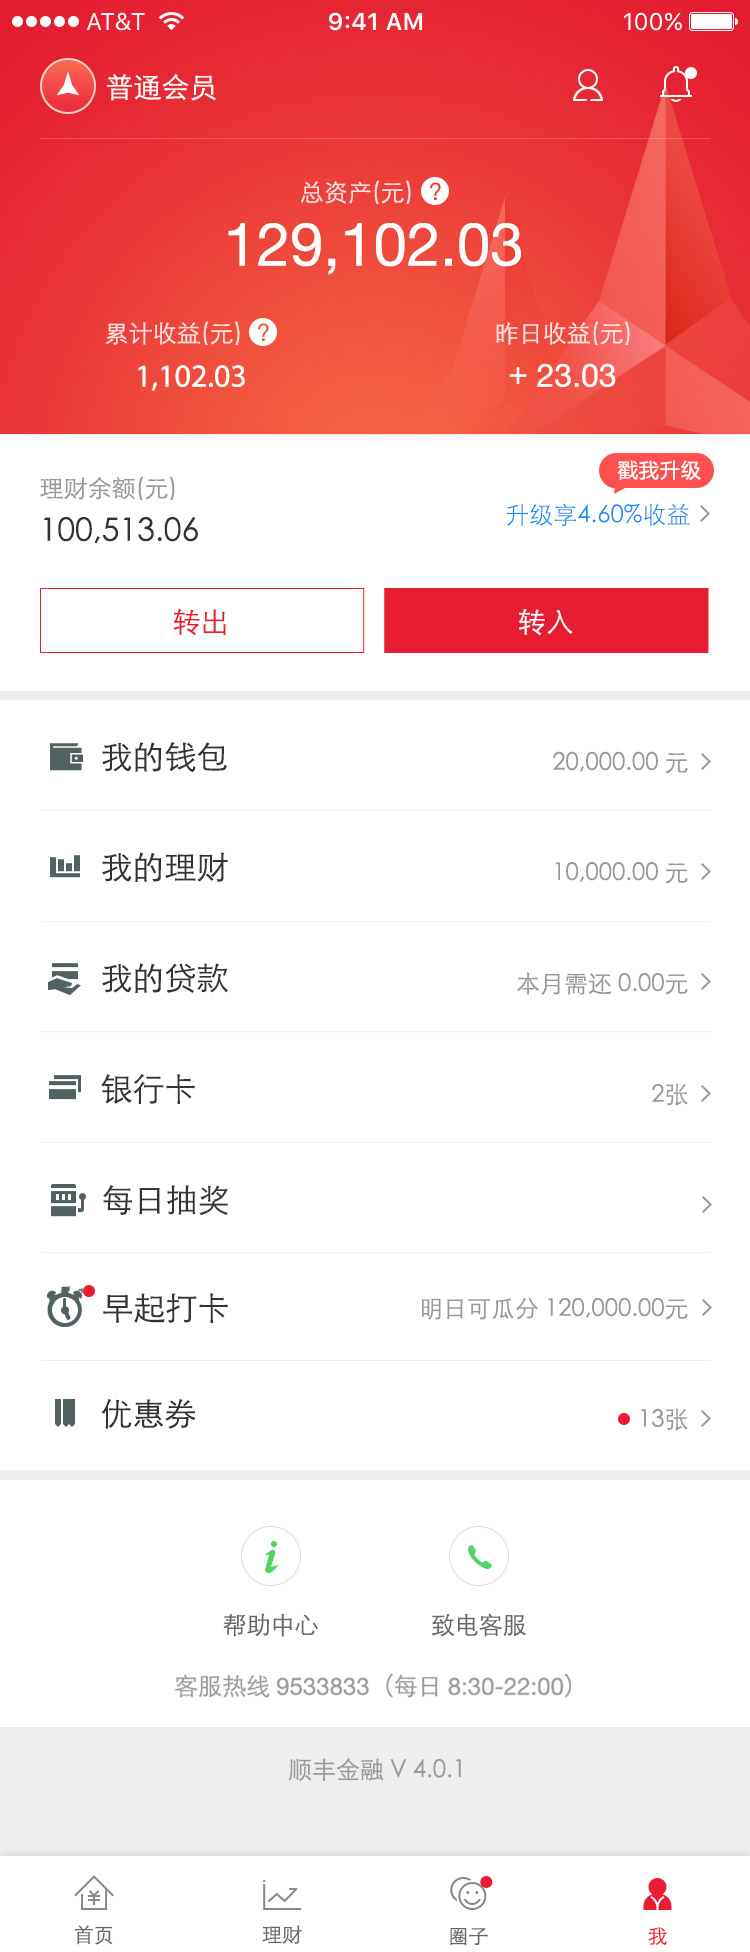 AT&T 9:41 AM 100%
普通会员
总资产(元) ?
129,102.03
累计收益(元) ? 昨日收益(元)
1,102.03 + 23.03
戳我升级
理财余额(元)
升级享4.60%收益
100,513.06
转出 转入
我的钱包 20,000.00 元
我的理财 10,000.00 元
我的贷款 本月需还 0.00元
银行卡 2张
每日抽奖
早起打卡 明日可瓜分 120,000.00元
优惠券 13张
帮助中心 致电客服
客服热线 9533833（每日 8:30-22:00）
顺丰金融 V 4.0.1
首页 理财 圈子 我